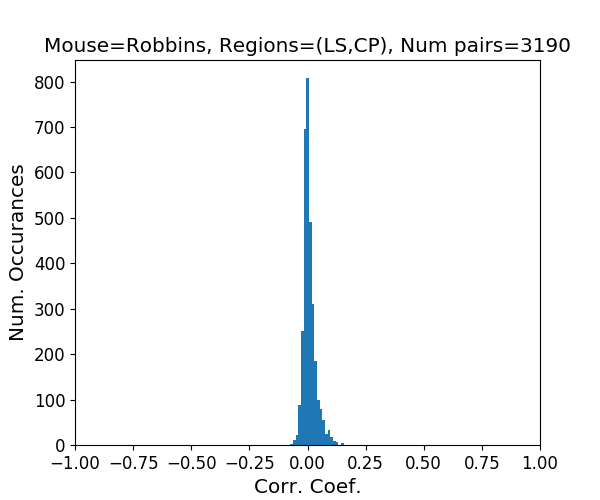 Mouse=Robbins, Regions=(LS,CP), Num pairs=3190
Num. Occurances
800
700
600
500
400
300
200
100
0
−1.00 −0.75 −0.50 −0.25 0.00 0.25 0.50 0.75 1.00
Corr. Coef.